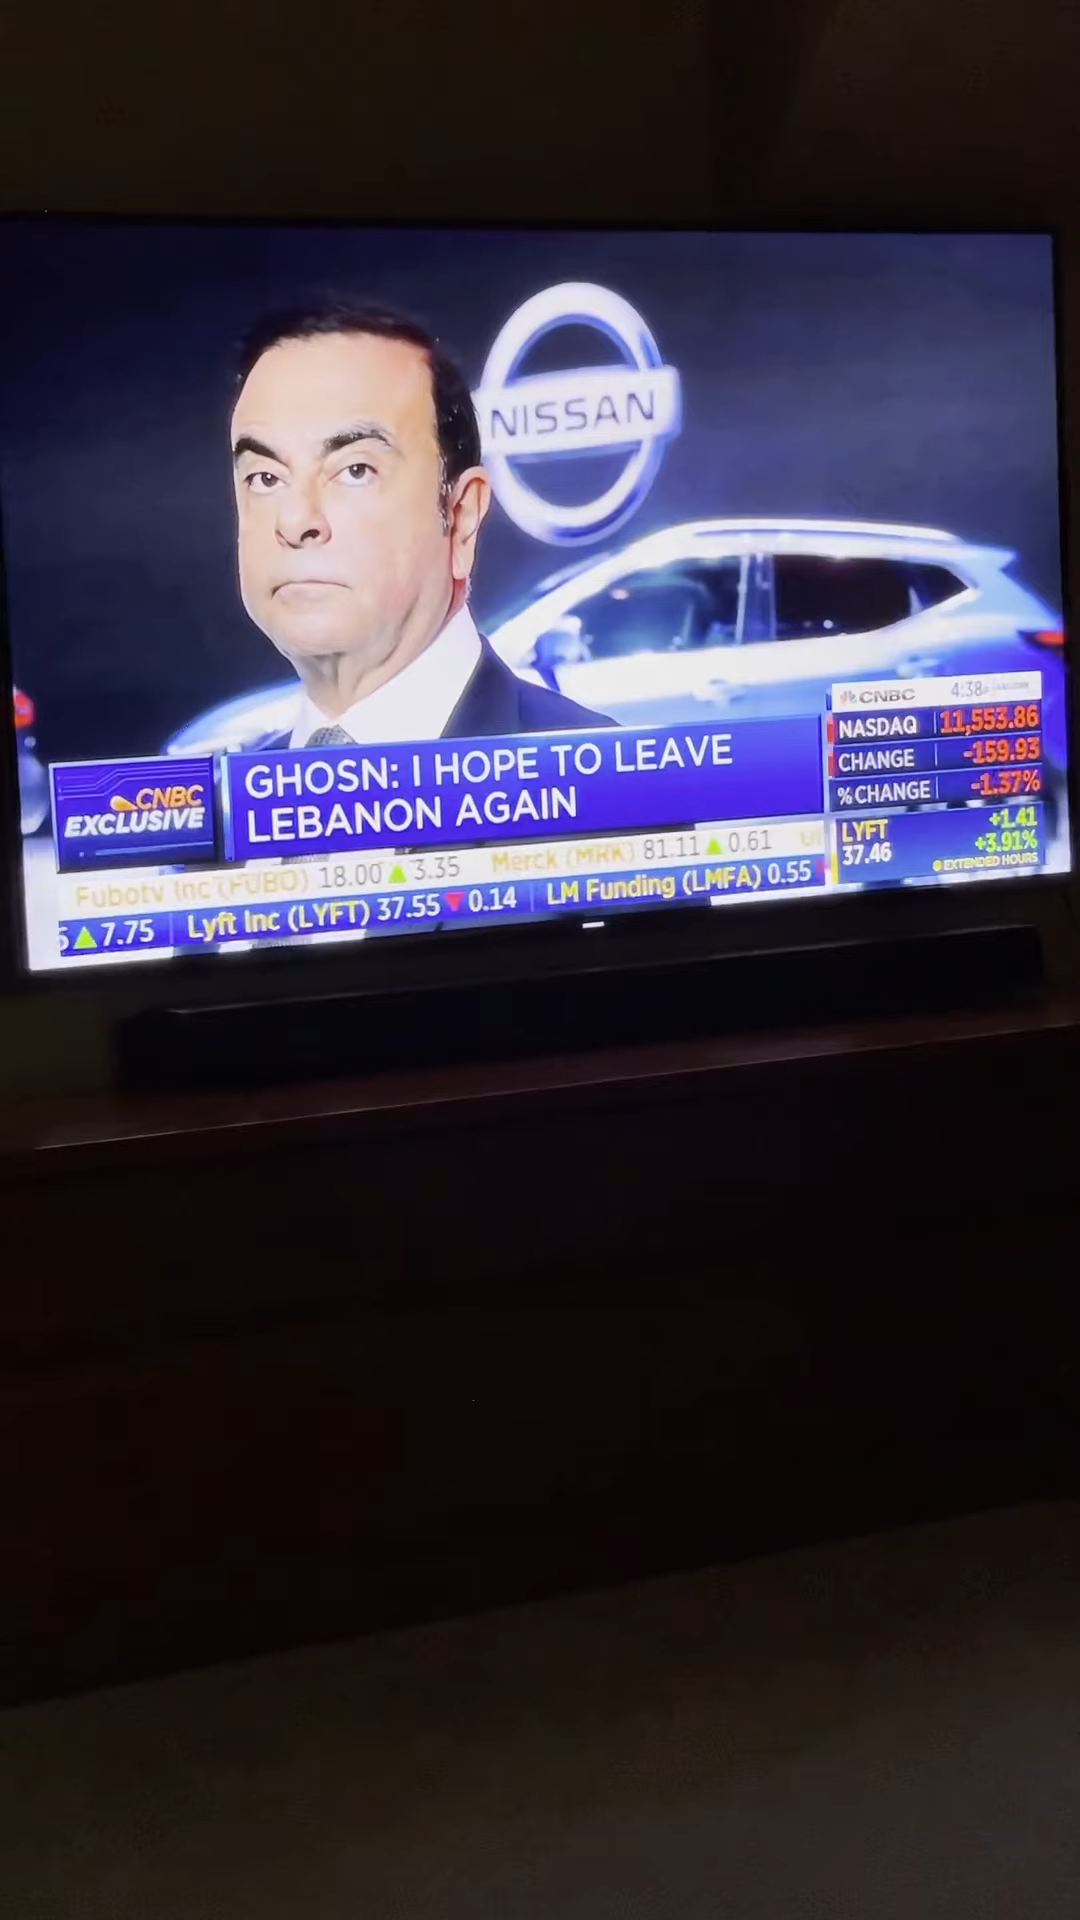 NISSAN
CNBC
4:38P
NASDAQ 11,553.86
CHANGE -159.93
% CHANGE -1.37%
CNBC
EXCLUSIVE
GHOSN: I HOPE TO LEAVE
LEBANON AGAIN
LYFT +1.41
37.46 +3.91%
EXTENDED HOURS
Fubotv Inc (FUBO) 18.00 ▲ 3.35 Merck (MRK) 81.11 ▲ 0.61
▲ 7.75 Lyft Inc (LYFT) 37.55 ▼ 0.14 LM Funding (LMFA) 0.55